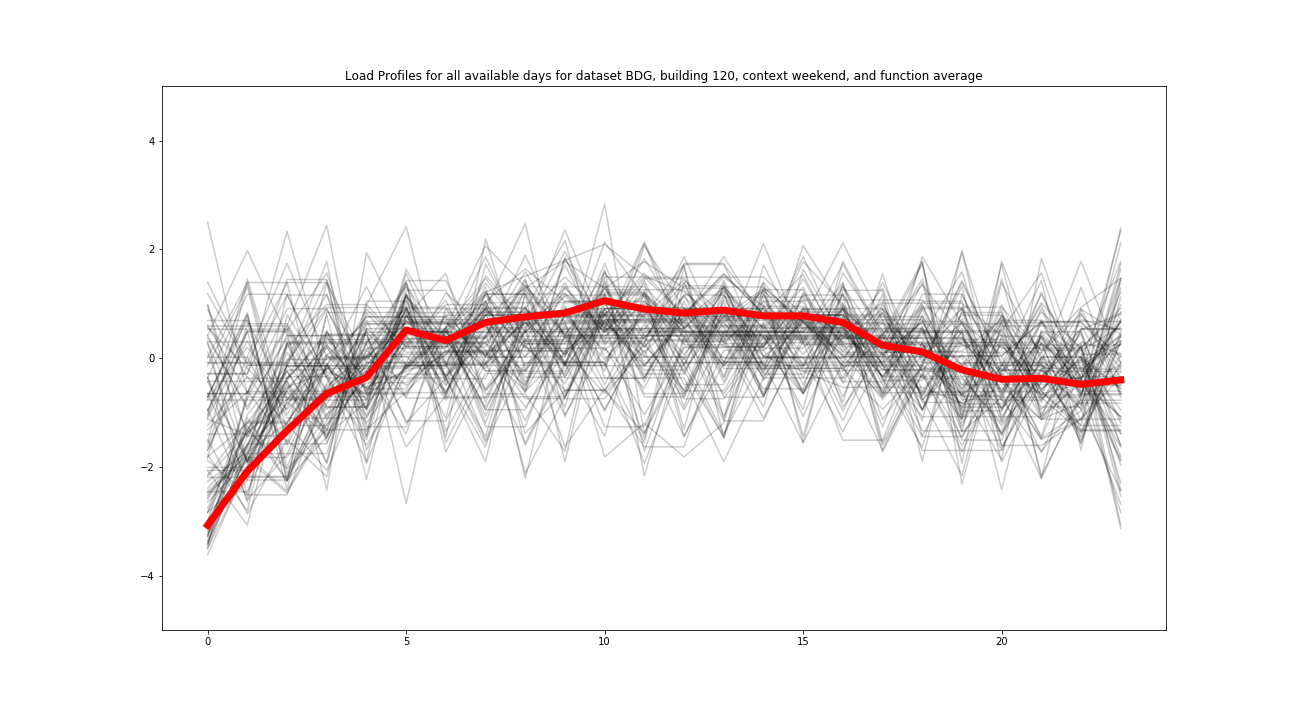 Load Profiles for all available days for dataset BDG, building 120, context weekend, and function average
4
2
0
−2
−4
0 5 10 15 20